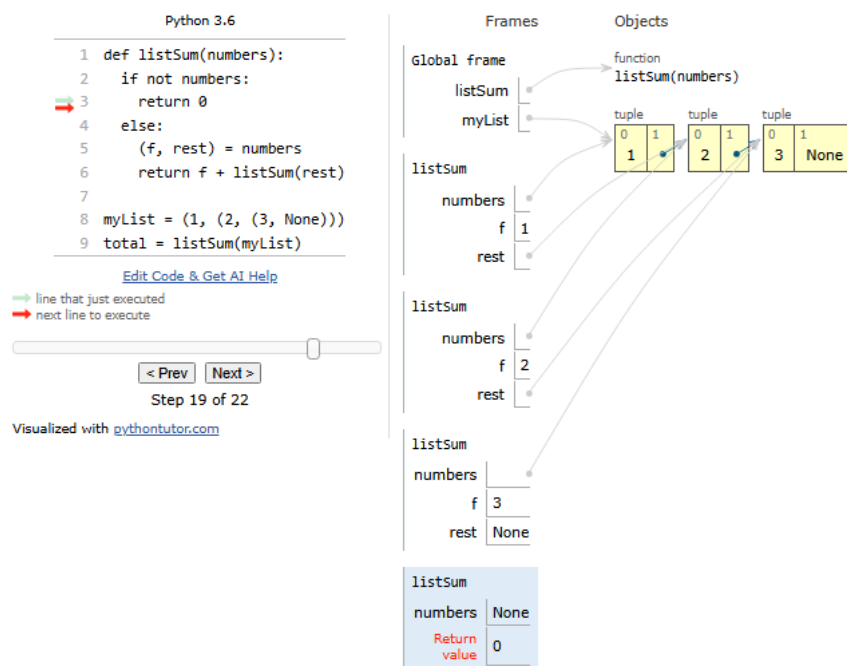 Python 3.6
1 def listSum(numbers):
2   if not numbers:
3     return 0
4   else:
5     (f, rest) = numbers
6     return f + listSum(rest)
7
8 myList = (1, (2, (3, None)))
9 total = listSum(myList)
Edit Code & Get AI Help
line that just executed
next line to execute
< Prev Next >
Step 19 of 22
Visualized with pythontutor.com
Frames Objects
Global frame
listSum
myList
function
listSum(numbers)
tuple tuple tuple
0 1 0 1 0 1
1 2 3 None
listSum
numbers
f 1
rest
listSum
numbers
f 2
rest
listSum
numbers
f 3
rest None
listSum
numbers None
Return
value 0